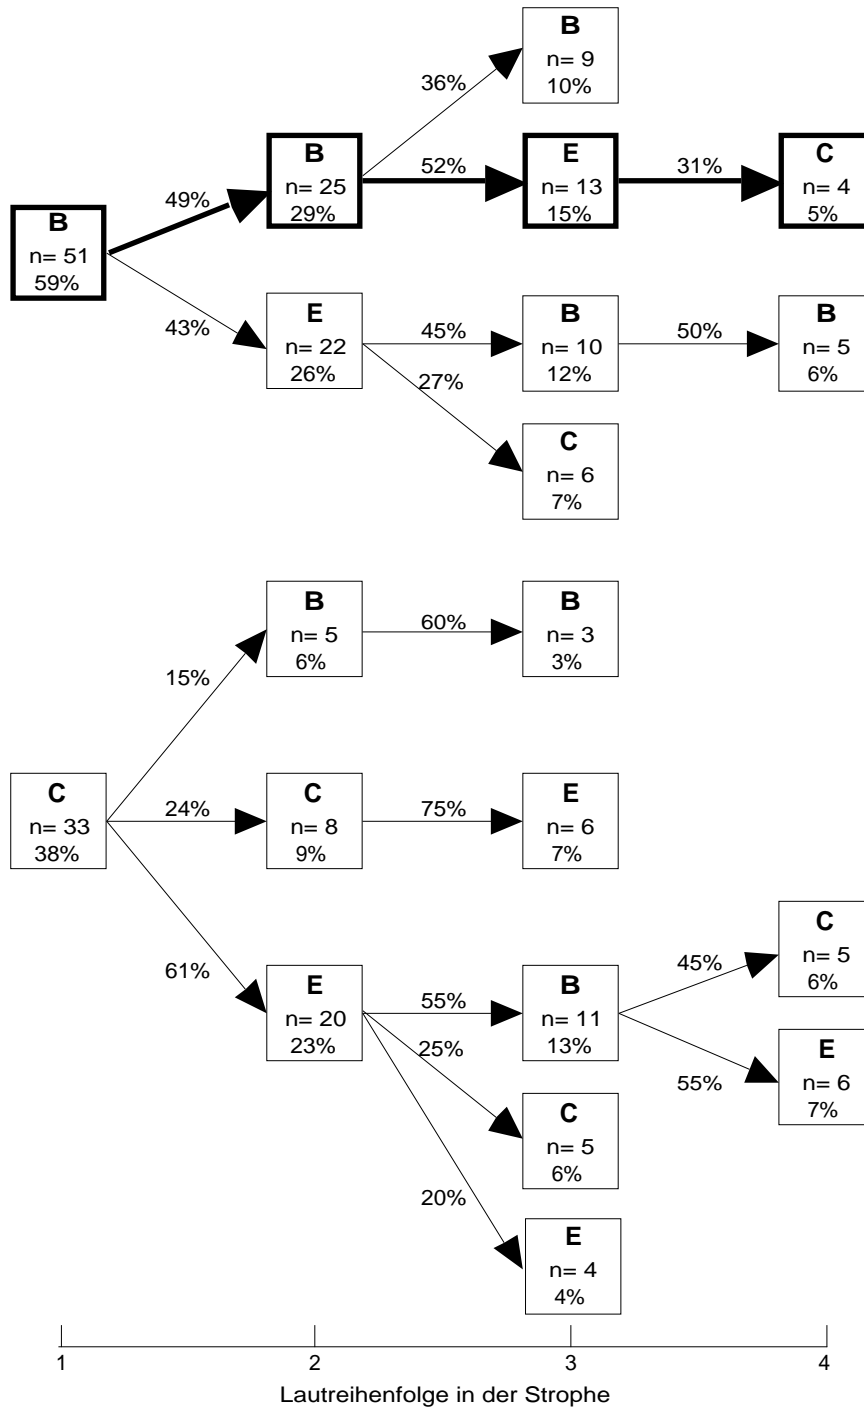 B
n= 9
10%
36%
B
n= 25
29%
52%
E
n= 13
15%
31%
C
n= 4
5%
49%
B
n= 51
59%
43%
E
n= 22
26%
45%
B
n= 10
12%
50%
B
n= 5
6%
27%
C
n= 6
7%
B
n= 5
6%
60%
B
n= 3
3%
15%
C
n= 33
38%
24%
C
n= 8
9%
75%
E
n= 6
7%
61%
E
n= 20
23%
55%
B
n= 11
13%
45%
C
n= 5
6%
55%
E
n= 6
7%
25%
C
n= 5
6%
20%
E
n= 4
4%
1 2 3 4
Lautreihenfolge in der Strophe